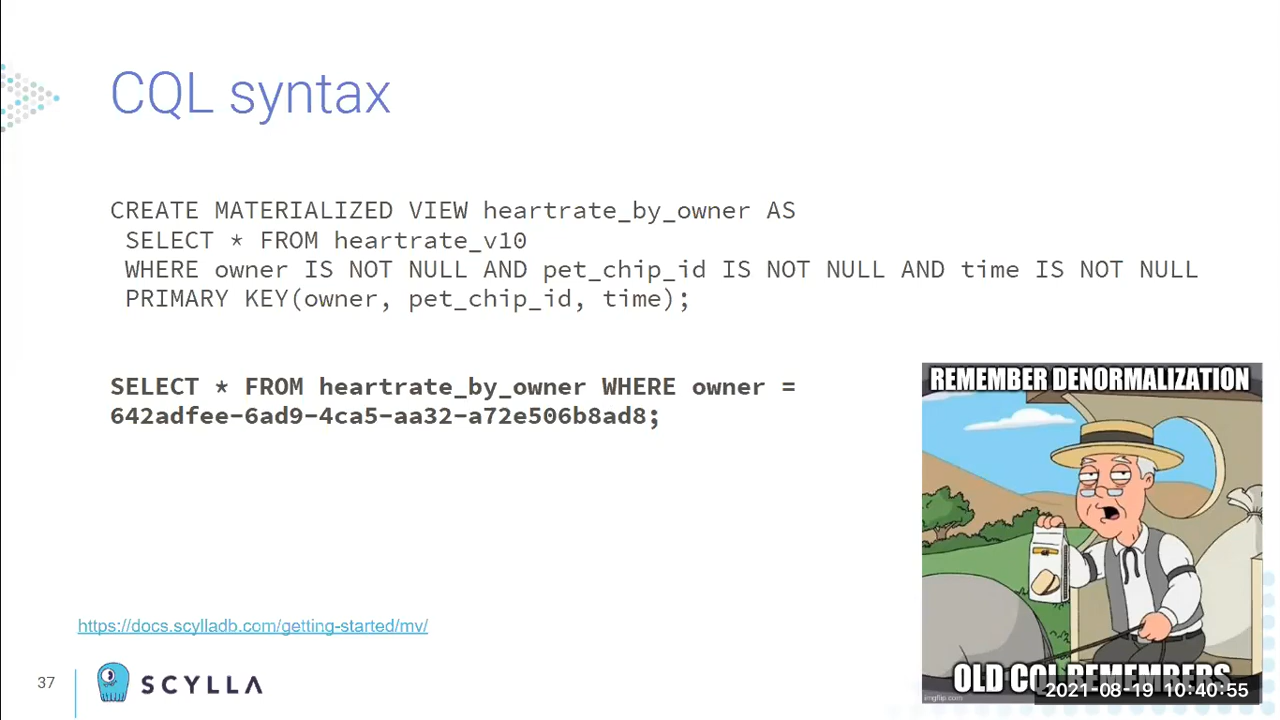 CQL syntax
CREATE MATERIALIZED VIEW heartrate_by_owner AS
SELECT * FROM heartrate_v10
WHERE owner IS NOT NULL AND pet_chip_id IS NOT NULL AND time IS NOT NULL
PRIMARY KEY(owner, pet_chip_id, time);
SELECT * FROM heartrate_by_owner WHERE owner =
642adfee-6ad9-4ca5-aa32-a72e506b8ad8;
REMEMBER DENORMALIZATION
OLD CQL REMEMBERS
imgflip.com
2021-08-19 10:40:55
https://docs.scylladb.com/getting-started/mv/
37
SCYLLA